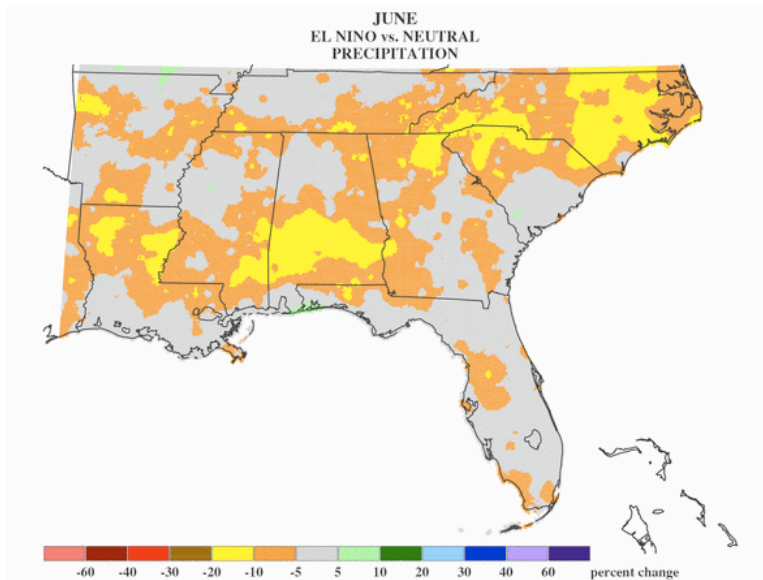 JUNE
EL NINO vs. NEUTRAL
PRECIPITATION
-60 -40 -30 -20 -10 -5 5 10 20 30 40 60 percent change